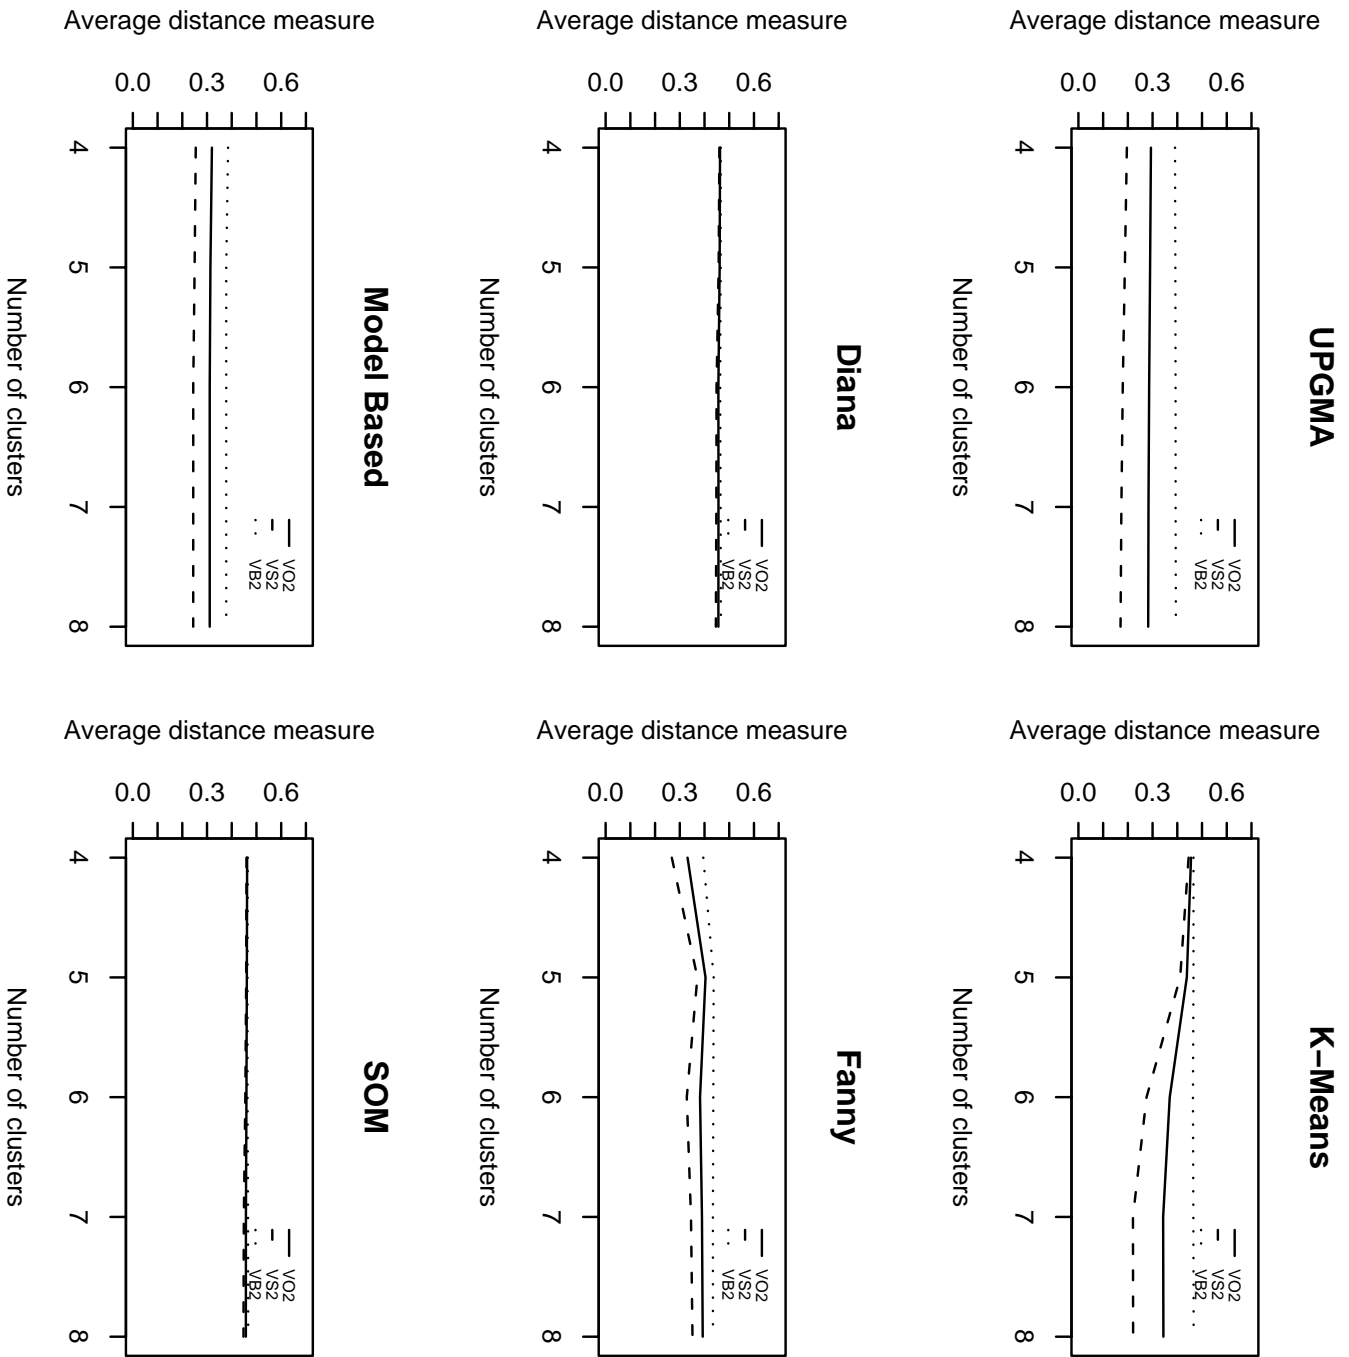 UPGMA
Average distance measure
0.0 0.3 0.6
4 5 6 7 8
Number of clusters
VO2
VS2
VB2
K−Means
Average distance measure
0.0 0.3 0.6
4 5 6 7 8
Number of clusters
VO2
VS2
VB2
Diana
Average distance measure
0.0 0.3 0.6
4 5 6 7 8
Number of clusters
VO2
VS2
VB2
Fanny
Average distance measure
0.0 0.3 0.6
4 5 6 7 8
Number of clusters
VO2
VS2
VB2
Model Based
Average distance measure
0.0 0.3 0.6
4 5 6 7 8
Number of clusters
VO2
VS2
VB2
SOM
Average distance measure
0.0 0.3 0.6
4 5 6 7 8
Number of clusters
VO2
VS2
VB2